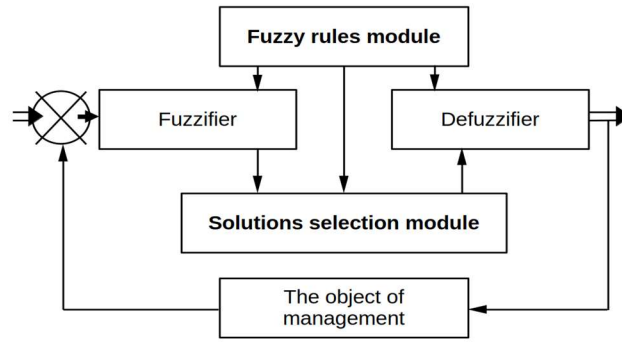 Fuzzy rules module
Fuzzifier
Defuzzifier
Solutions selection module
The object of
management